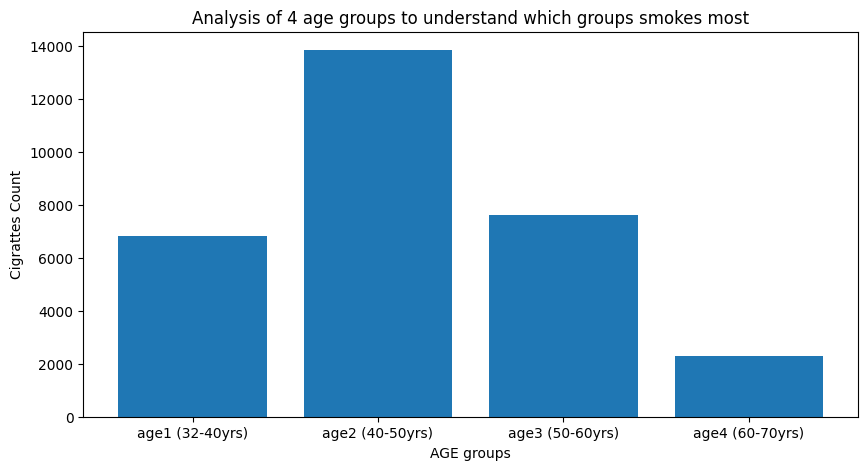 Analysis of 4 age groups to understand which groups smokes most
14000
12000
10000
8000
6000
4000
2000
0
Cigrattes Count
age1 (32-40yrs) age2 (40-50yrs) age3 (50-60yrs) age4 (60-70yrs)
AGE groups